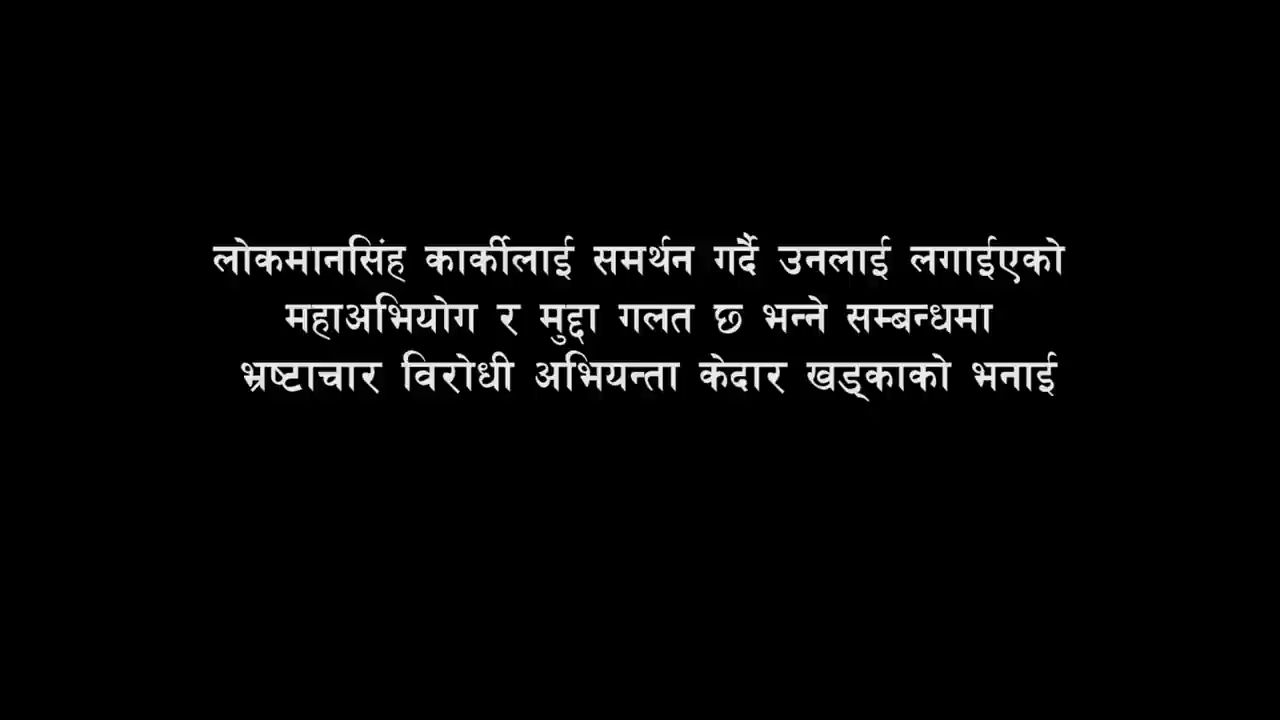 लोकमानसिंह कार्कीलाई समर्थन गर्दै उनलाई लगाईएको
महाअभियोग र मुद्दा गलत छ भन्ने सम्बन्धमा
भ्रष्टाचार विरोधी अभियन्ता केदार खड्काको भनाई